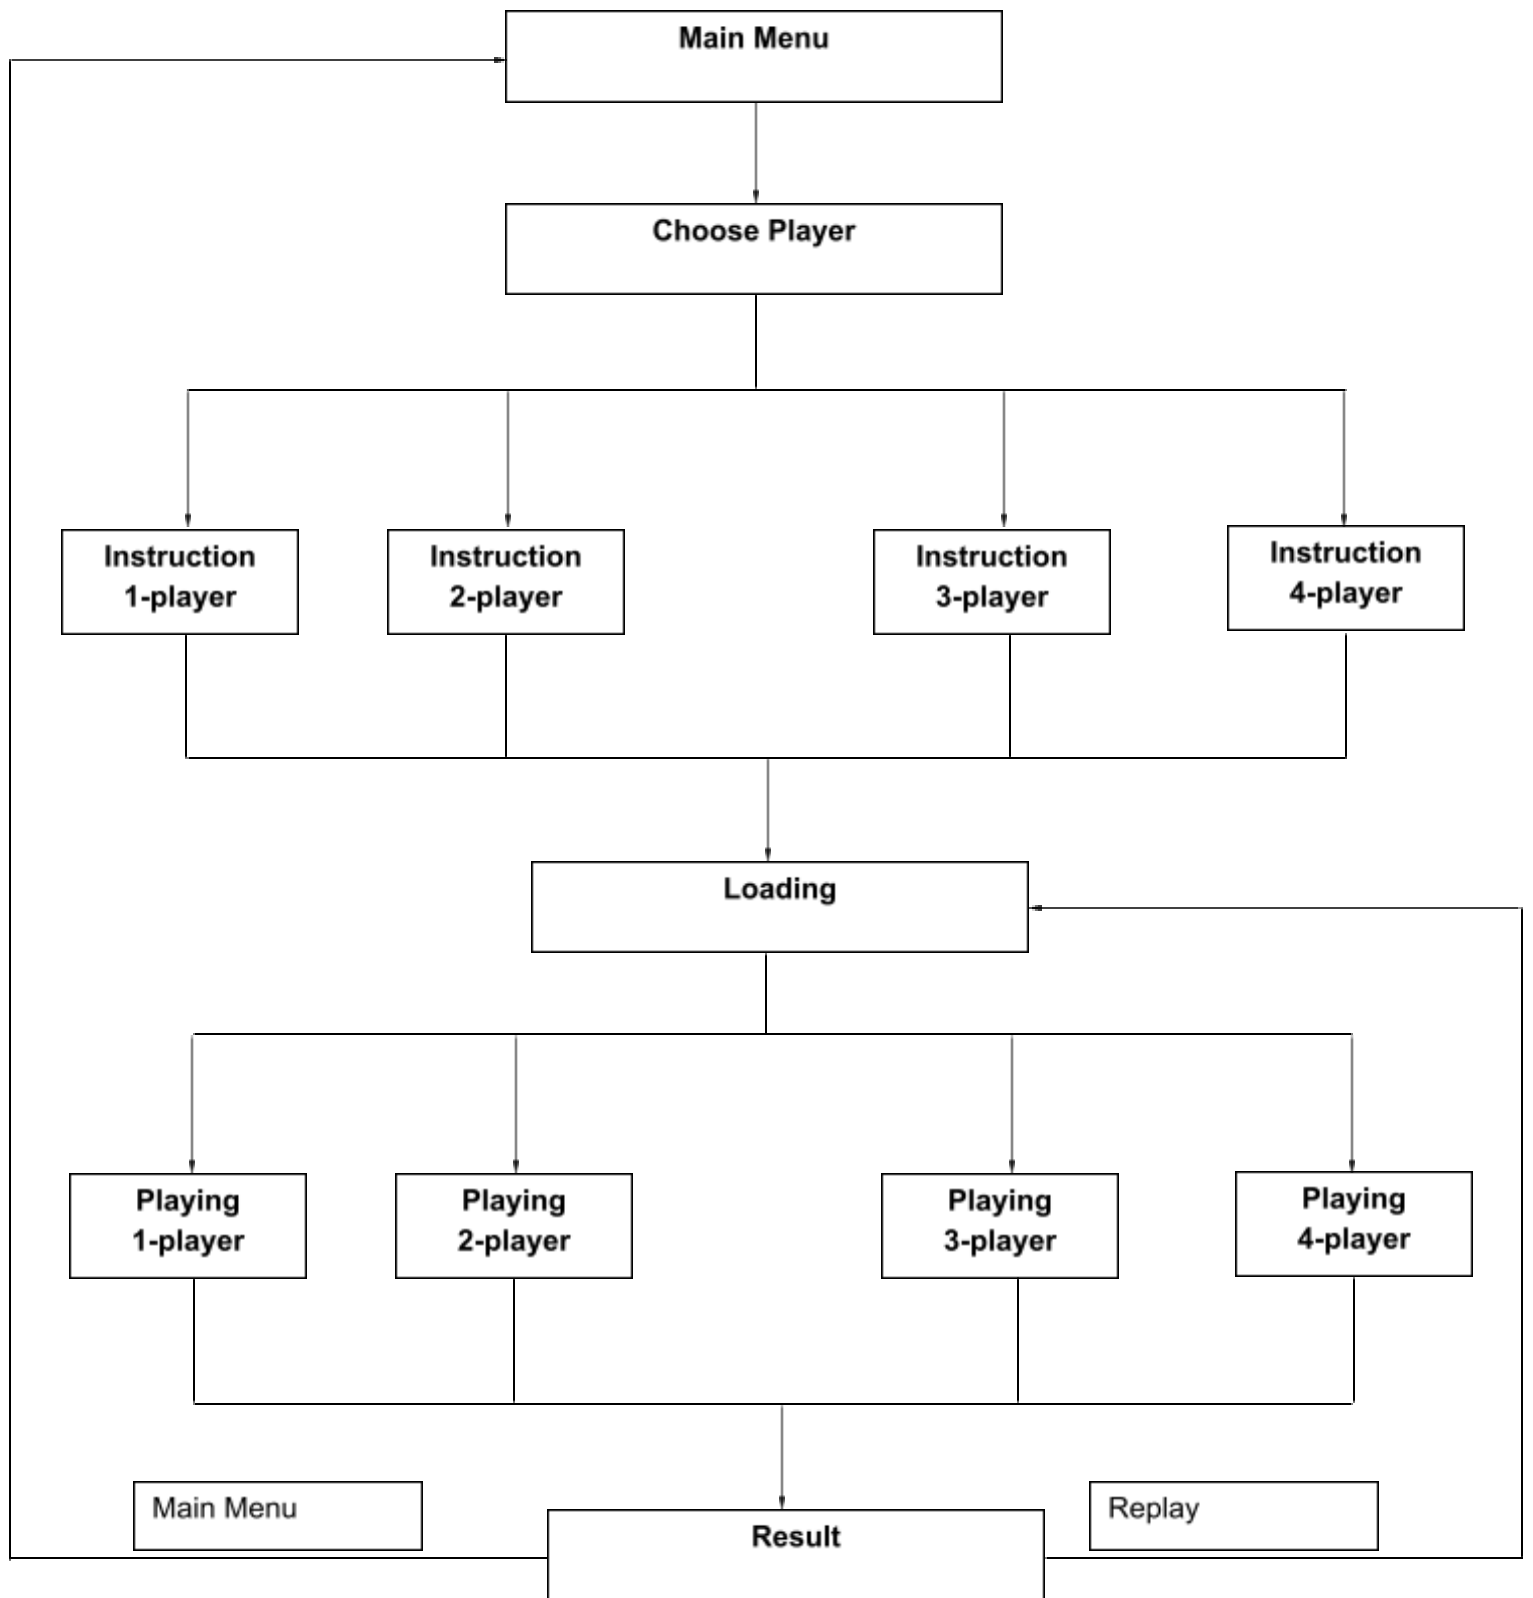 Main Menu
Choose Player
Instruction
1-player
Instruction
2-player
Instruction
3-player
Instruction
4-player
Loading
Playing
1-player
Playing
2-player
Playing
3-player
Playing
4-player
Main Menu
Replay
Result